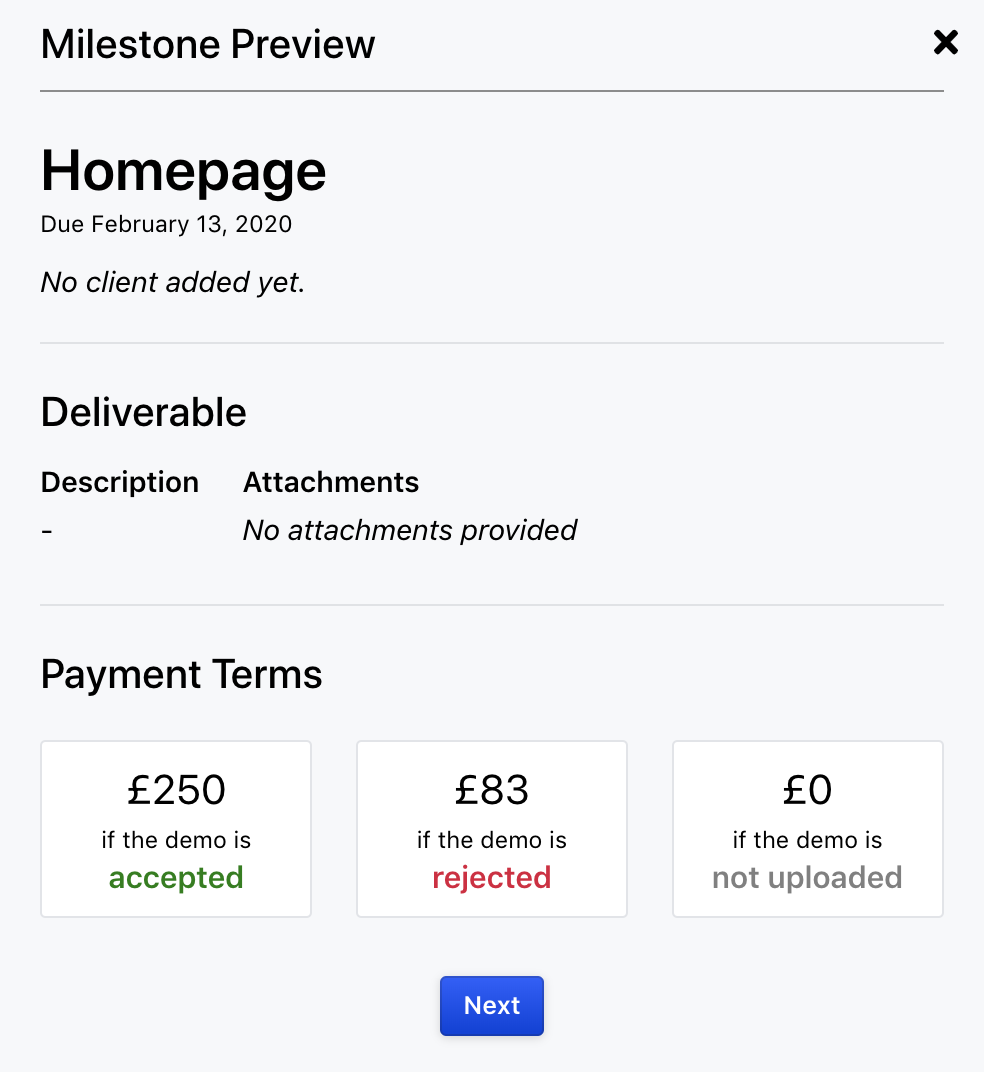 Milestone Preview
Homepage
Due February 13, 2020
No client added yet.
Deliverable
Description Attachments
- No attachments provided
Payment Terms
£250 £83 £0
if the demo is if the demo is if the demo is
accepted rejected not uploaded
Next